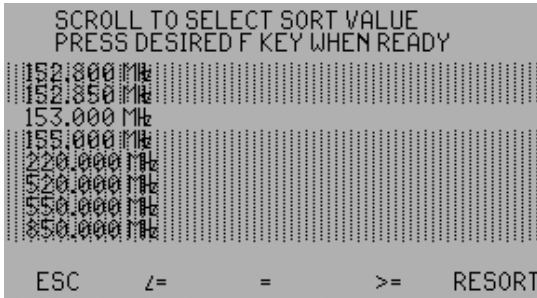 SCROLL TO SELECT SORT VALUE
PRESS DESIRED F KEY WHEN READY
152.800 MHz
152.850 MHz
153.000 MHz
155.000 MHz
220.000 MHz
520.000 MHz
550.000 MHz
850.000 MHz
ESC <= = >= RESORT